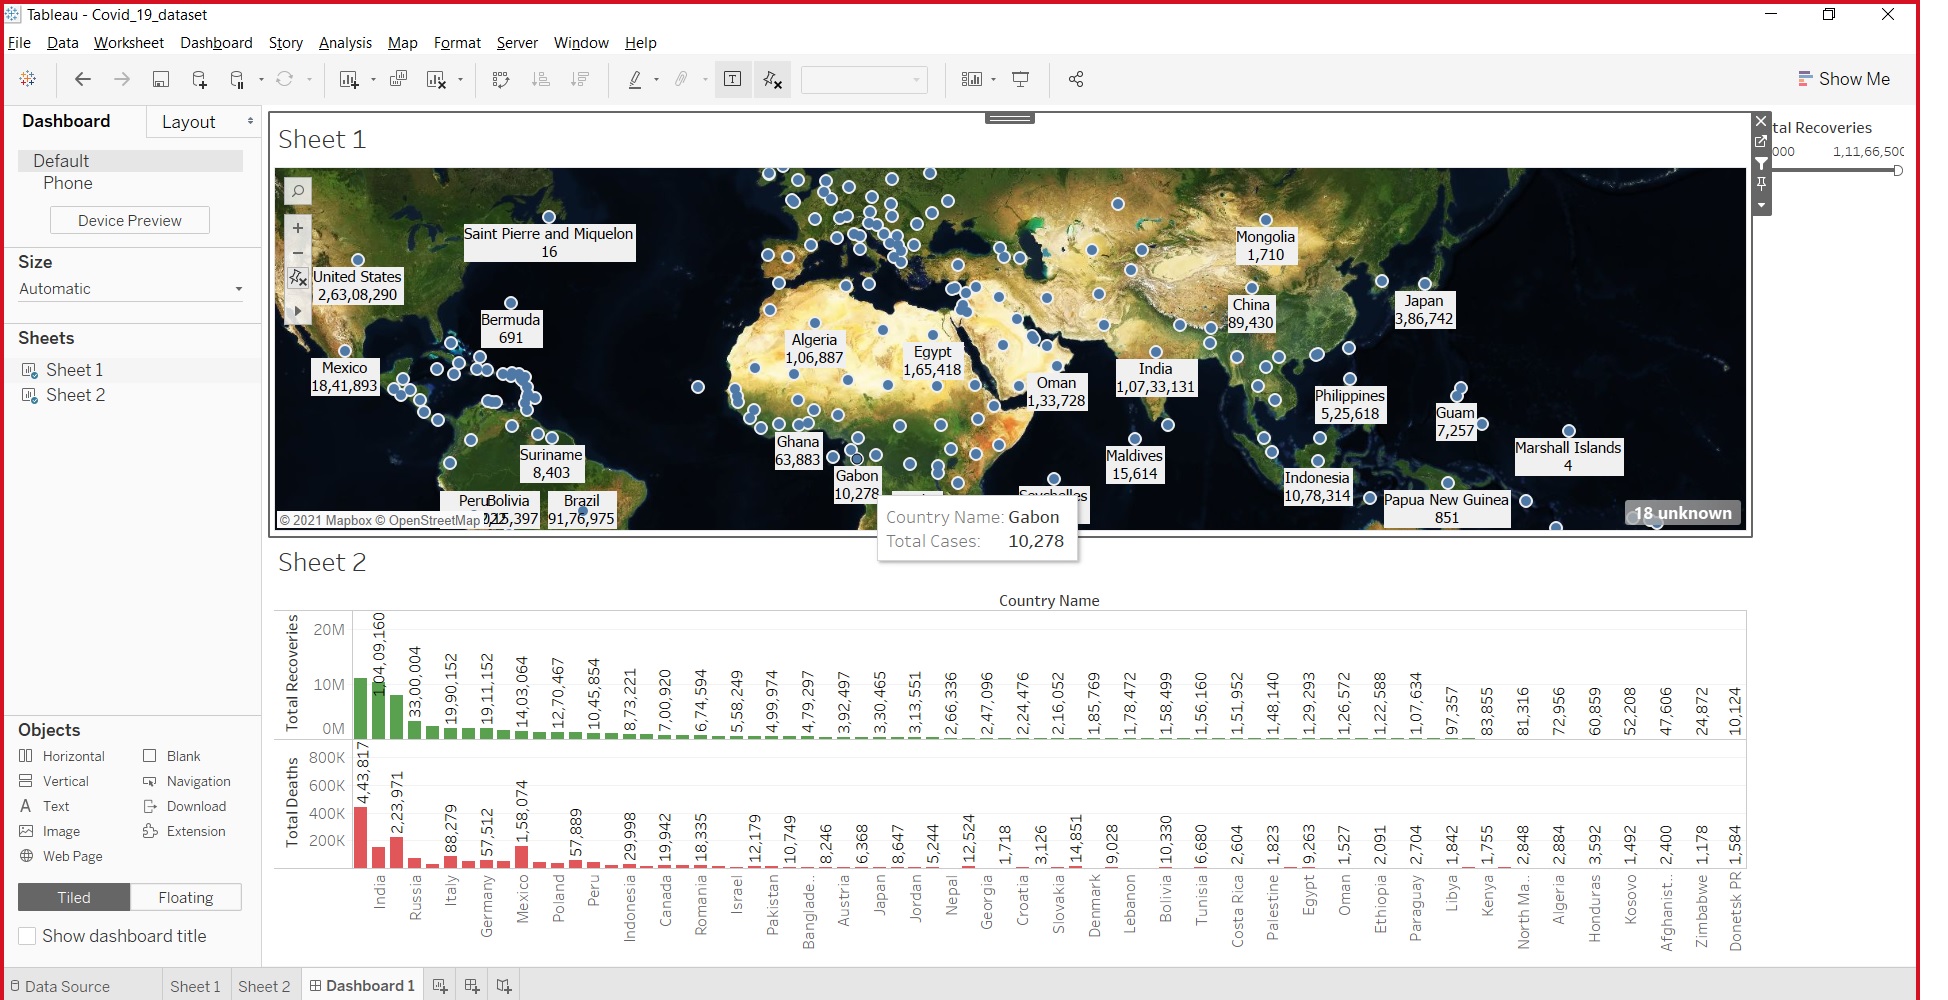 Tableau - Covid_19_dataset
File Data Worksheet Dashboard Story Analysis Map Format Server Window Help
Show Me
Dashboard Layout
Default
Phone
Device Preview
Size
Automatic
Sheets
Sheet 1
Sheet 2
Objects
Horizontal Blank
Vertical Navigation
Text Download
Image Extension
Web Page
Tiled Floating
Show dashboard title
Sheet 1
tal Recoveries
000 1,11,66,500
Saint Pierre and Miquelon
16
United States
2,63,08,290
Bermuda
691
Mexico
18,41,893
Algeria
1,06,887
Egypt
1,65,418
Oman
1,33,728
India
1,07,33,131
Mongolia
1,710
China
89,430
Japan
3,86,742
Philippines
5,25,618
Guam
7,257
Marshall Islands
4
Suriname
8,403
Ghana
63,883
Gabon
10,278
Maldives
15,614
Indonesia
10,78,314
Papua New Guinea
851
Seychelles
Peru
Bolivia
Brazil
91,76,975
© 2021 Mapbox © OpenStreetMap
18 unknown
Country Name: Gabon
Total Cases: 10,278
Sheet 2
Country Name
Total Recoveries
20M
10M
0M
1,04,09,160
33,00,004
19,90,152
19,11,152
14,03,064
12,70,467
10,45,854
8,73,221
7,00,920
6,74,594
5,58,249
4,99,974
4,79,297
3,92,497
3,30,465
3,13,551
2,66,336
2,47,096
2,24,476
2,16,052
1,85,769
1,78,472
1,58,499
1,56,160
1,51,952
1,48,140
1,29,293
1,26,572
1,22,588
1,07,634
97,357
83,855
81,316
72,956
60,859
52,208
47,606
24,872
10,124
Total Deaths
800K
600K
400K
200K
4,43,817
2,23,971
88,279
57,512
1,58,074
57,889
29,998
19,942
18,335
12,179
10,749
8,246
6,368
8,647
5,244
12,524
1,718
3,126
14,851
9,028
10,330
6,680
2,604
1,823
9,263
1,527
2,091
2,704
1,842
1,755
2,848
2,884
3,592
1,492
2,400
1,178
1,584
India
Russia
Italy
Germany
Mexico
Poland
Peru
Indonesia
Canada
Romania
Israel
Pakistan
Banglade..
Austria
Japan
Jordan
Nepal
Georgia
Croatia
Slovakia
Denmark
Lebanon
Bolivia
Tunisia
Costa Rica
Palestine
Egypt
Oman
Ethiopia
Paraguay
Libya
Kenya
North Ma..
Algeria
Honduras
Kosovo
Afghanist..
Zimbabwe
Donetsk PR
Data Source Sheet 1 Sheet 2 Dashboard 1